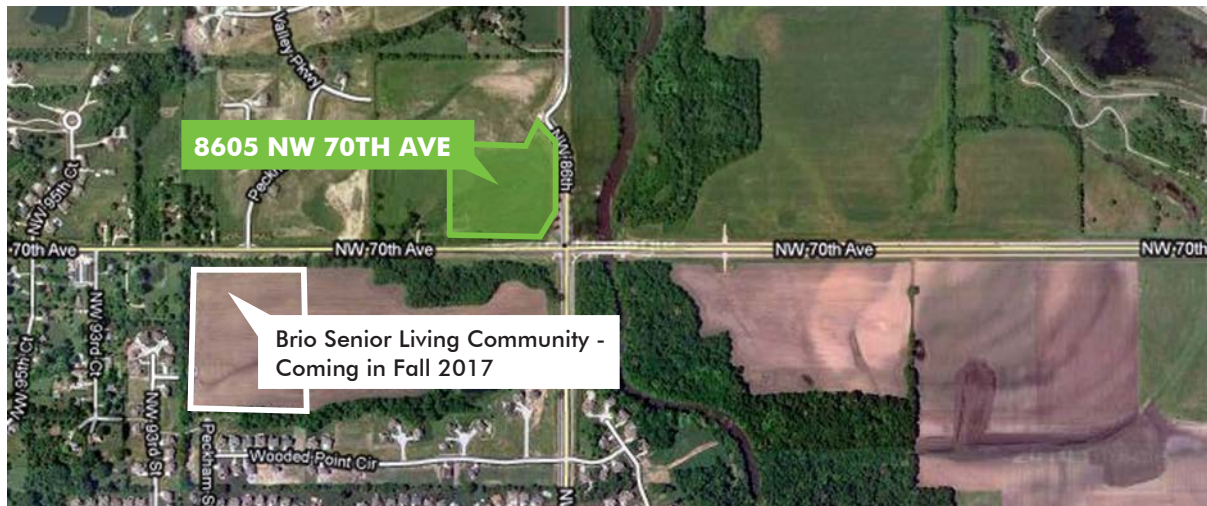 Valley Pkwy
8605 NW 70TH AVE
NW 86th
NW 95th Ct
70th Ave
NW 70th Ave
NW 70th Ave
NW 70th
Brio Senior Living Community -
Coming in Fall 2017
NW 95th Ct
NW 93rd Ct
NW 93rd St
Peckham S
Wooded Point Cir